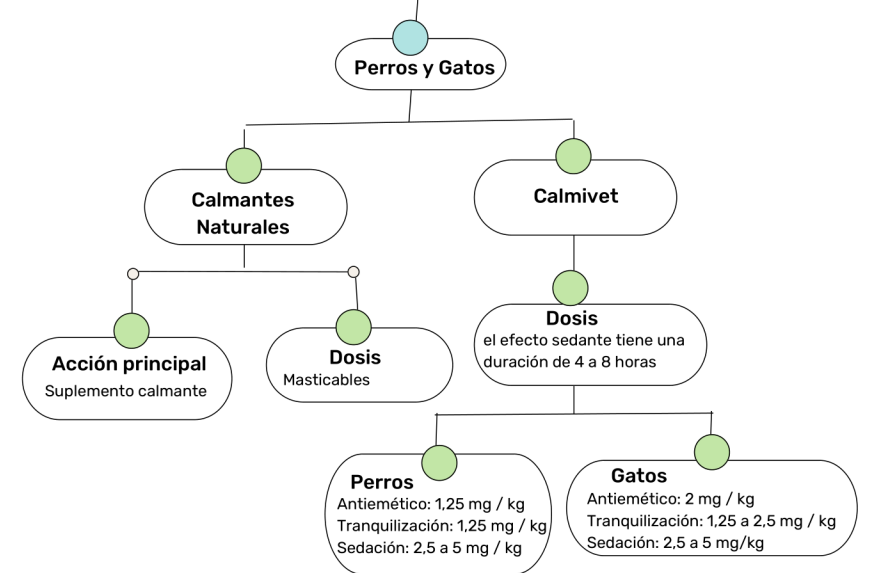 Perros y Gatos
Calmantes
Naturales
Calmivet
Acción principal
Suplemento calmante
Dosis
Masticables
Dosis
el efecto sedante tiene una
duración de 4 a 8 horas
Perros
Antiemético: 1,25 mg / kg
Tranquilización: 1,25 mg / kg
Sedación: 2,5 a 5 mg / kg
Gatos
Antiemético: 2 mg / kg
Tranquilización: 1,25 a 2,5 mg / kg
Sedación: 2,5 a 5 mg/kg